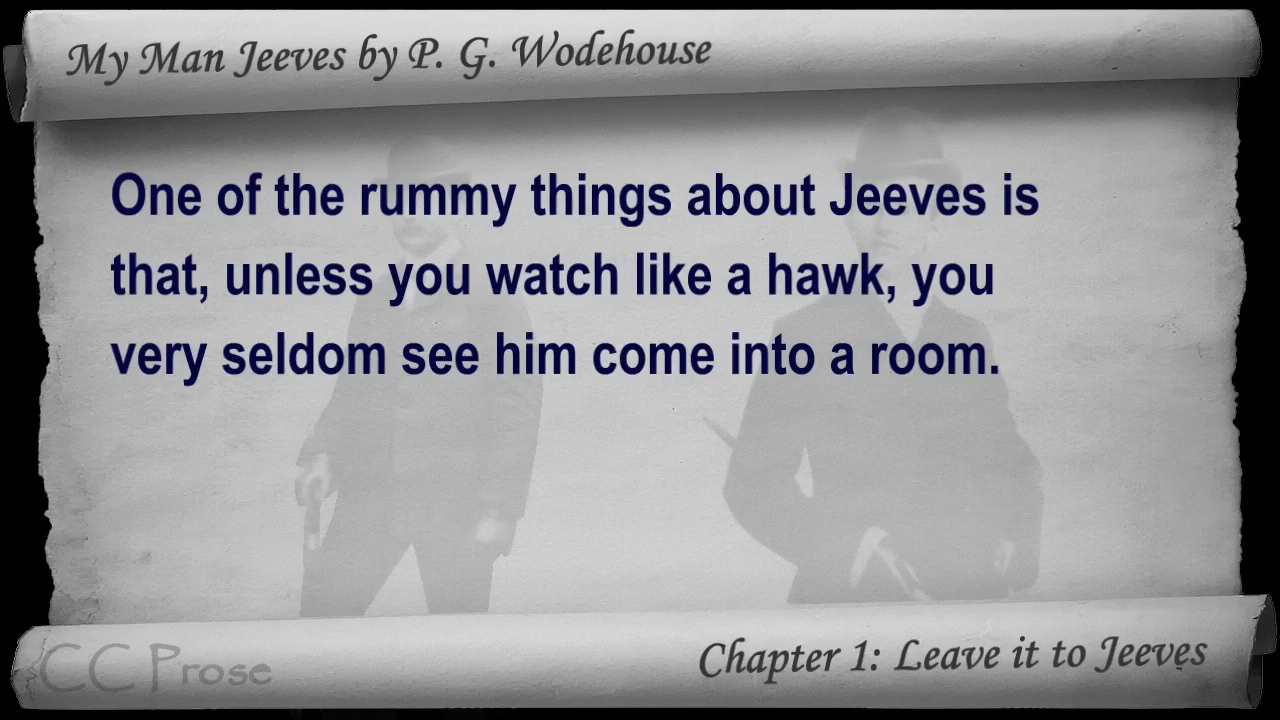 My Man Jeeves by P. G. Wodehouse
One of the rummy things about Jeeves is
that, unless you watch like a hawk, you
very seldom see him come into a room.
CC Prose
Chapter 1: Leave it to Jeeves